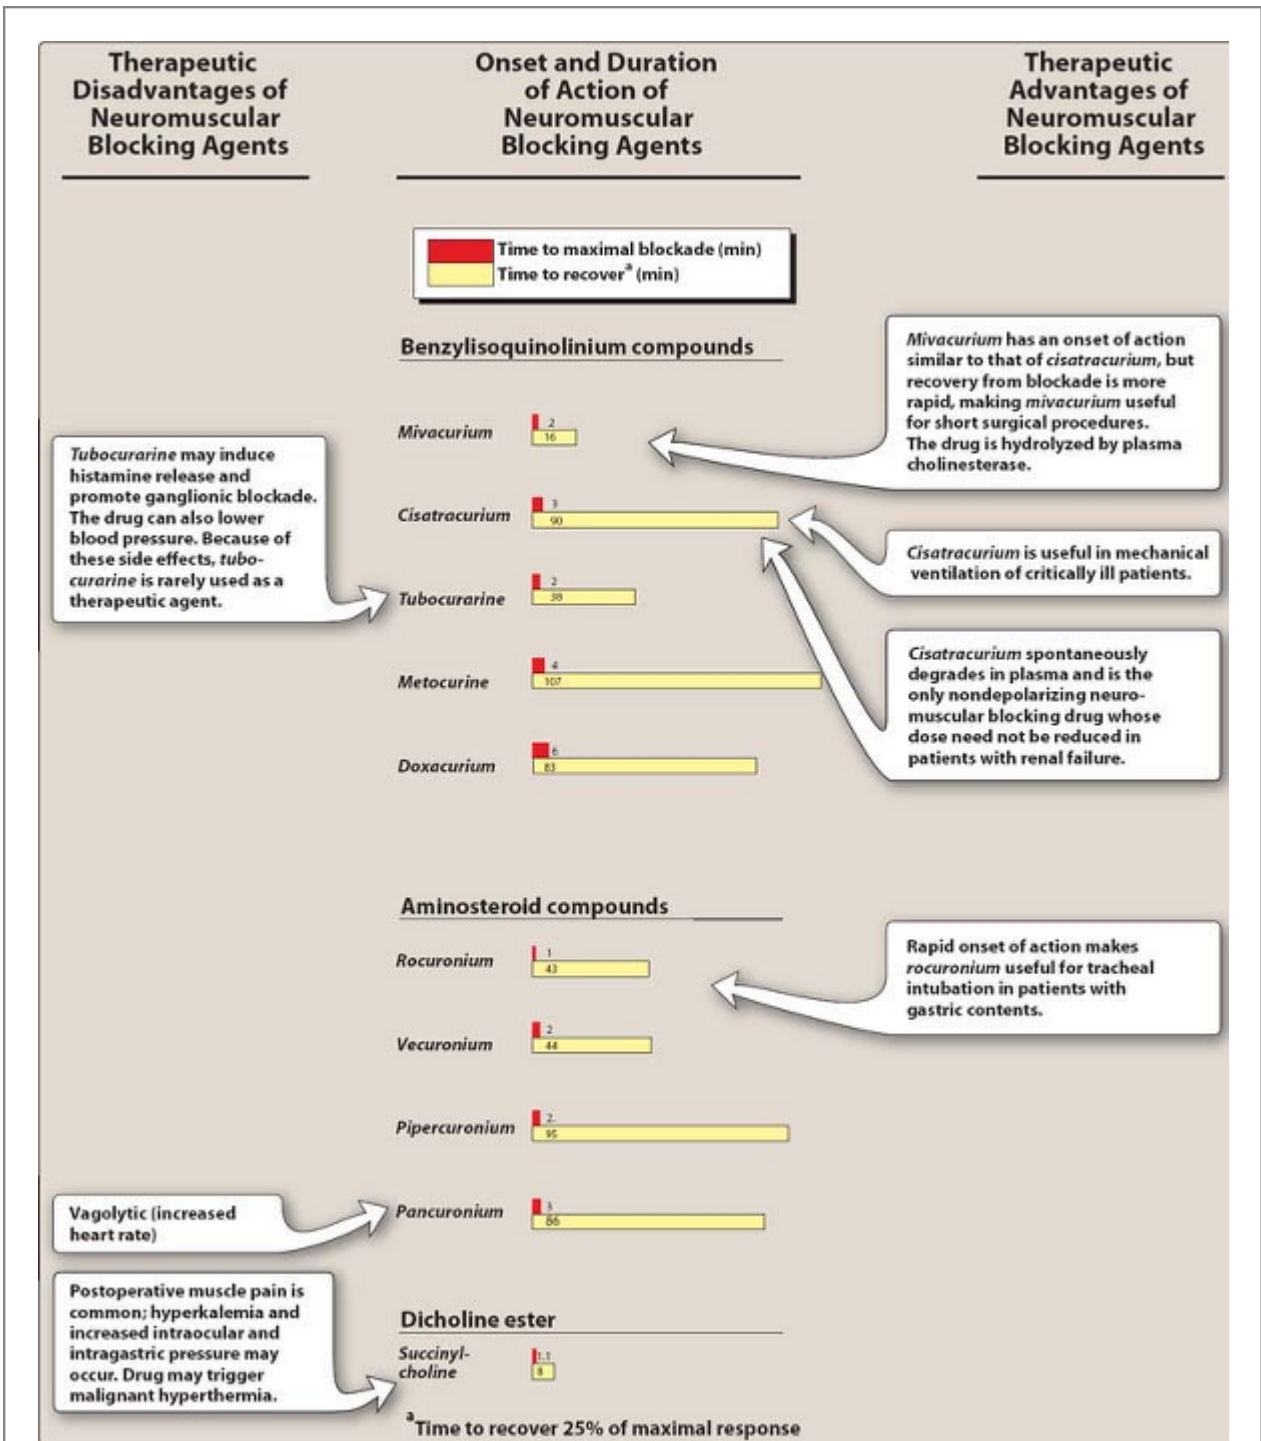 Therapeutic
Disadvantages of
Neuromuscular
Blocking Agents
Onset and Duration
of Action of
Neuromuscular
Blocking Agents
Therapeutic
Advantages of
Neuromuscular
Blocking Agents
Time to maximal blockade (min)
Time to recoverᵃ (min)
Benzylisoquinolinium compounds
Mivacurium
2
16
Mivacurium has an onset of action
similar to that of cisatracurium, but
recovery from blockade is more
rapid, making mivacurium useful
for short surgical procedures.
The drug is hydrolyzed by plasma
cholinesterase.
Tubocurarine may induce
histamine release and
promote ganglionic blockade.
The drug can also lower
blood pressure. Because of
these side effects, tubo-
curarine is rarely used as a
therapeutic agent.
Cisatracurium
3
90
Cisatracurium is useful in mechanical
ventilation of critically ill patients.
Tubocurarine
2
38
Cisatracurium spontaneously
degrades in plasma and is the
only nondepolarizing neuro-
muscular blocking drug whose
dose need not be reduced in
patients with renal failure.
Metocurine
4
107
Doxacurium
6
83
Aminosteroid compounds
Rocuronium
1
43
Rapid onset of action makes
rocuronium useful for tracheal
intubation in patients with
gastric contents.
Vecuronium
2
44
Pipercuronium
2
95
Vagolytic (increased
heart rate)
Pancuronium
3
86
Postoperative muscle pain is
common; hyperkalemia and
increased intraocular and
intragastric pressure may
occur. Drug may trigger
malignant hyperthermia.
Dicholine ester
Succinyl-
choline
1.1
8
ᵃTime to recover 25% of maximal response